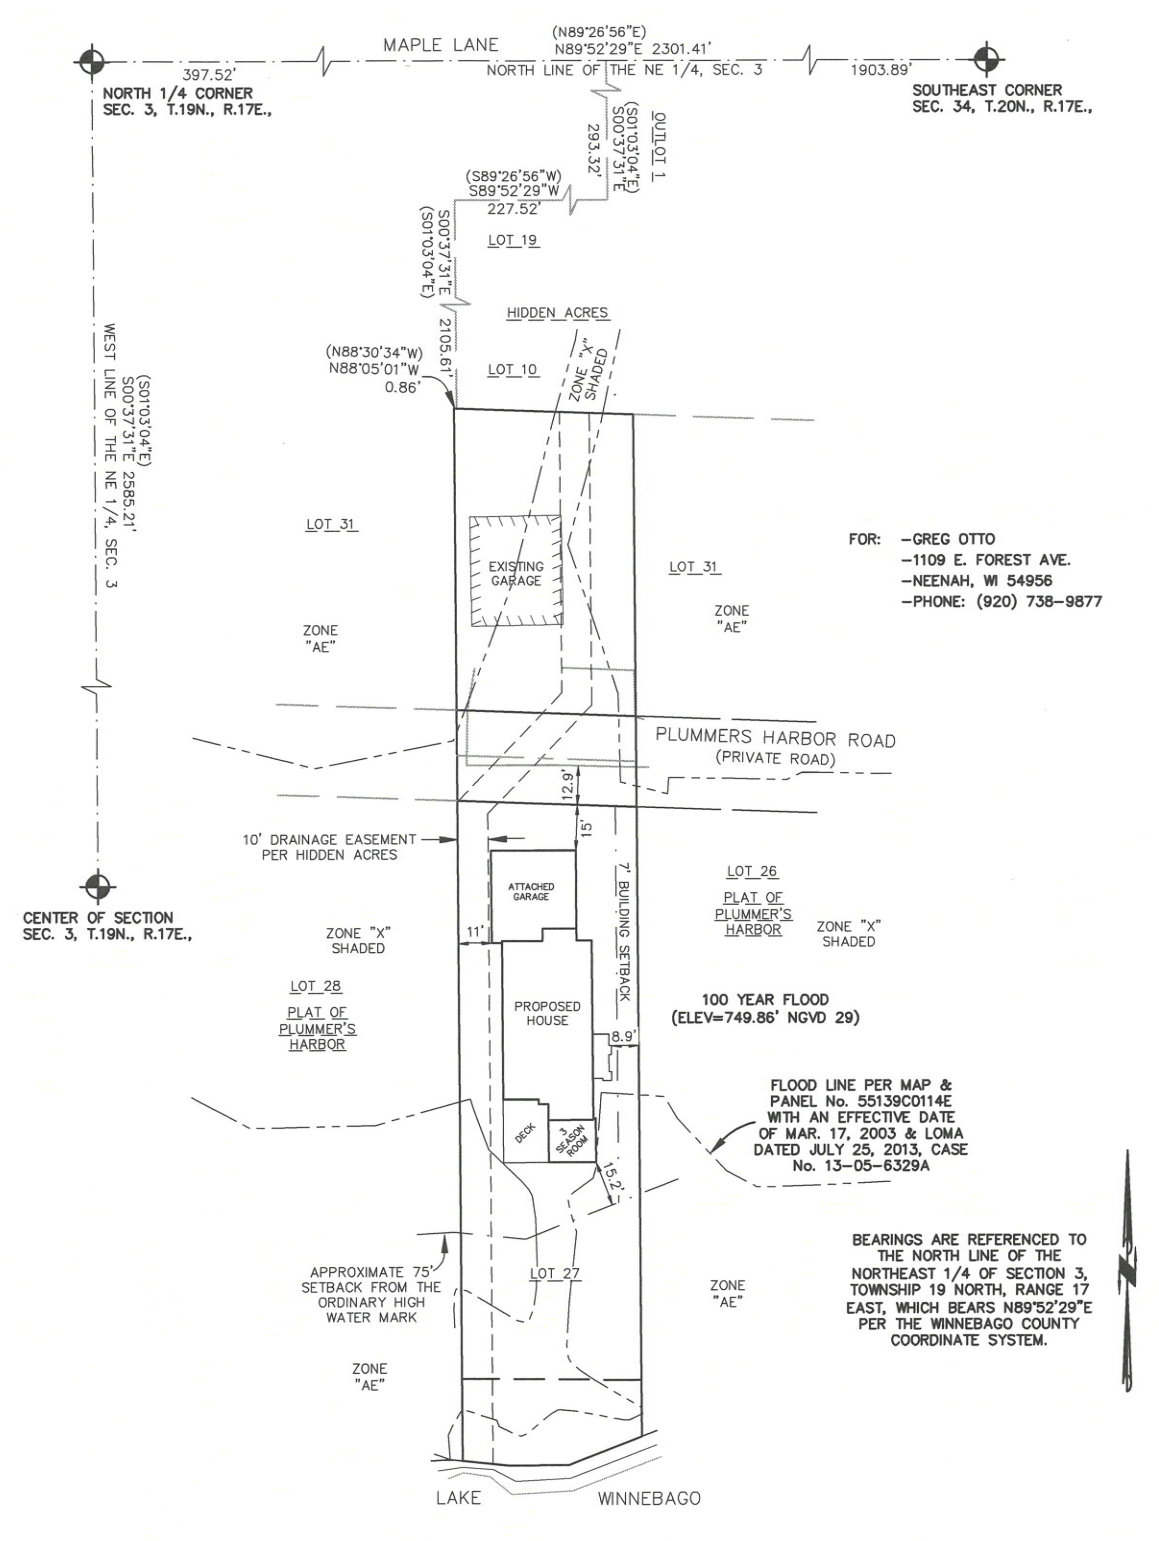 MAPLE LANE
(N89°26'56"E)
N89°52'29"E 2301.41'
397.52'
NORTH LINE OF THE NE 1/4, SEC. 3
1903.89'
NORTH 1/4 CORNER
SEC. 3, T.19N., R.17E.,
SOUTHEAST CORNER
SEC. 34, T.20N., R.17E.,
OUTLOT 1
(S01°03'04"E)
S00°37'31"E
293.32'
(S89°26'56"W)
S89°52'29"W
227.52'
S00°37'31"E 2105.61'
(S01°03'04"E)
LOT 19
HIDDEN ACRES
(N88°30'34"W)
N88°05'01"W
0.86'
LOT 10
ZONE "X"
SHADED
(S01°03'04"E)
S00°37'31"E 2585.21'
WEST LINE OF THE NE 1/4, SEC. 3
LOT 31
EXISTING
GARAGE
LOT 31
FOR: -GREG OTTO
-1109 E. FOREST AVE.
-NEENAH, WI 54956
-PHONE: (920) 738-9877
ZONE
"AE"
ZONE
"AE"
PLUMMERS HARBOR ROAD
(PRIVATE ROAD)
12.9'
15'
10' DRAINAGE EASEMENT
PER HIDDEN ACRES
ATTACHED
GARAGE
7' BUILDING SETBACK
LOT 26
PLAT OF
PLUMMER'S
HARBOR
CENTER OF SECTION
SEC. 3, T.19N., R.17E.,
ZONE "X"
SHADED
11'
ZONE "X"
SHADED
LOT 28
PLAT OF
PLUMMER'S
HARBOR
PROPOSED
HOUSE
100 YEAR FLOOD
(ELEV=749.86' NGVD 29)
8.9'
FLOOD LINE PER MAP &
PANEL No. 55139C0114E
WITH AN EFFECTIVE DATE
OF MAR. 17, 2003 & LOMA
DATED JULY 25, 2013, CASE
No. 13-05-6329A
DECK
3
SEASON
ROOM
15.2'
APPROXIMATE 75'
SETBACK FROM THE
ORDINARY HIGH
WATER MARK
LOT 27
ZONE
"AE"
BEARINGS ARE REFERENCED TO
THE NORTH LINE OF THE
NORTHEAST 1/4 OF SECTION 3,
TOWNSHIP 19 NORTH, RANGE 17
EAST, WHICH BEARS N89°52'29"E
PER THE WINNEBAGO COUNTY
COORDINATE SYSTEM.
N
ZONE
"AE"
LAKE WINNEBAGO